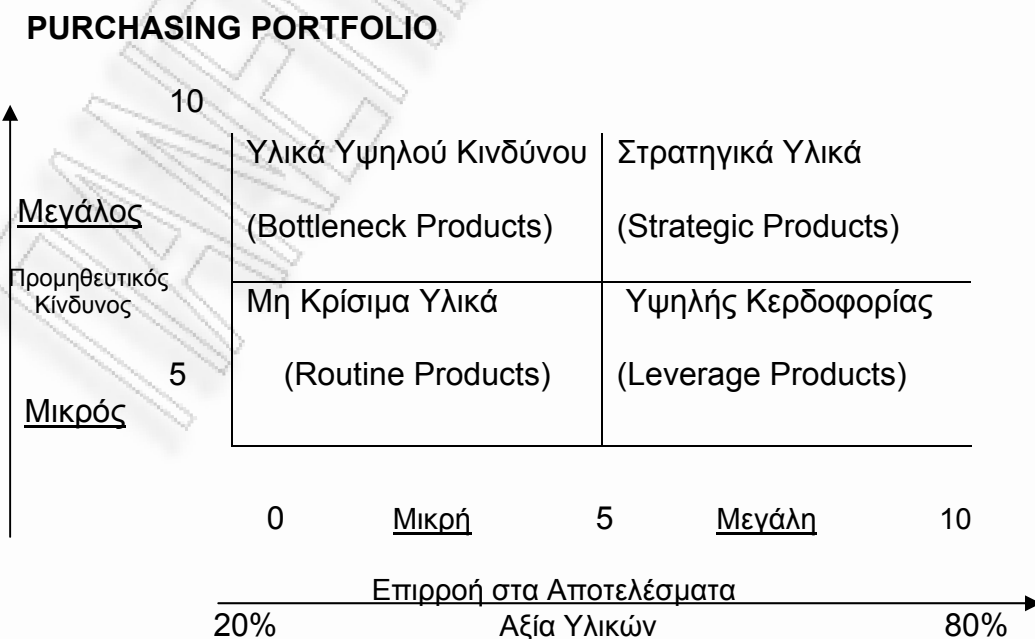 PURCHASING PORTFOLIO
10
Υλικά Υψηλού Κινδύνου Στρατηγικά Υλικά
Μεγάλος
(Bottleneck Products) (Strategic Products)
Προμηθευτικός
Κίνδυνος
Μη Κρίσιμα Υλικά Υψηλής Κερδοφορίας
5 (Routine Products) (Leverage Products)
Μικρός
0 Μικρή 5 Μεγάλη 10
Επιρροή στα Αποτελέσματα
20% Αξία Υλικών 80%